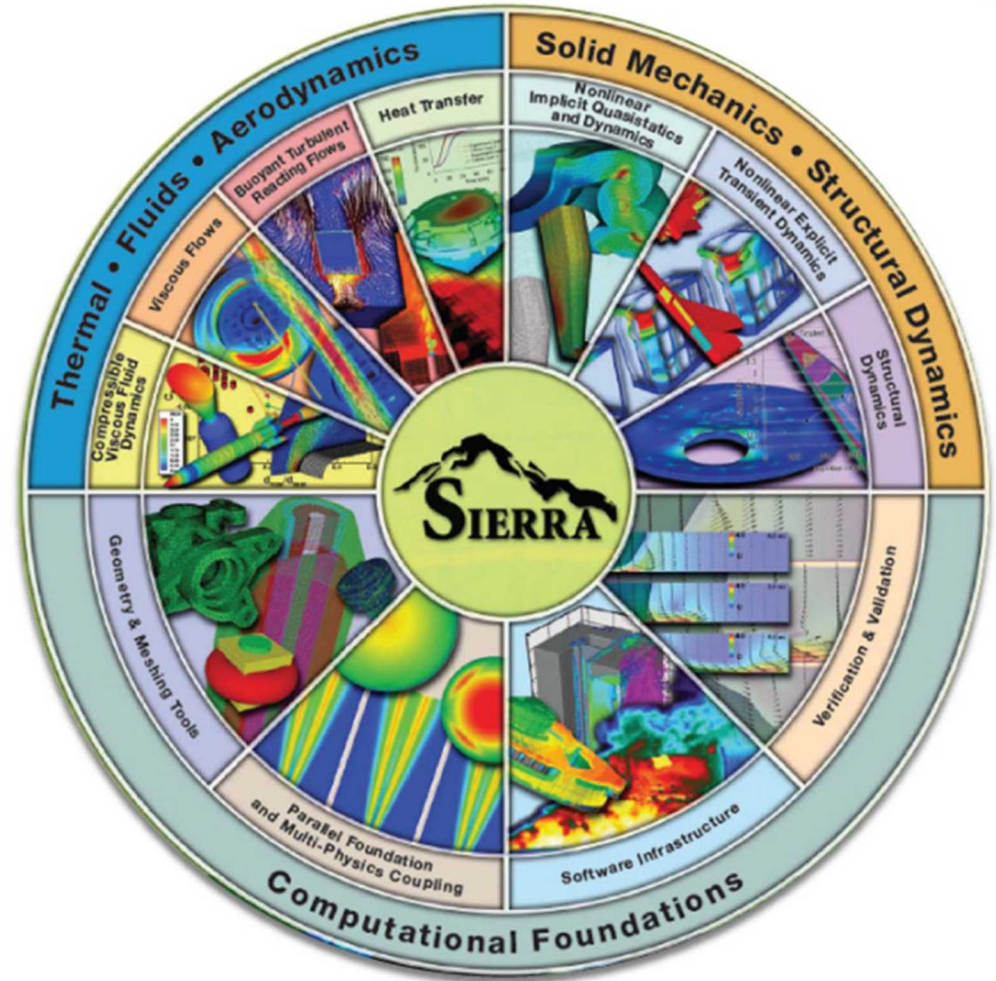 Thermal • Fluids • Aerodynamics
Solid Mechanics • Structural Dynamics
Compressible
Viscous Fluid
Dynamics
Viscous Flows
Buoyant Turbulent
Reacting Flows
Heat Transfer
Nonlinear
Implicit Quasistatics
and Dynamics
Nonlinear Explicit
Transient Dynamics
Structural
Dynamics
SIERRA
Geometry & Meshing Tools
Parallel Foundation
and Multi-Physics Coupling
Software Infrastructure
Verification & Validation
Computational Foundations